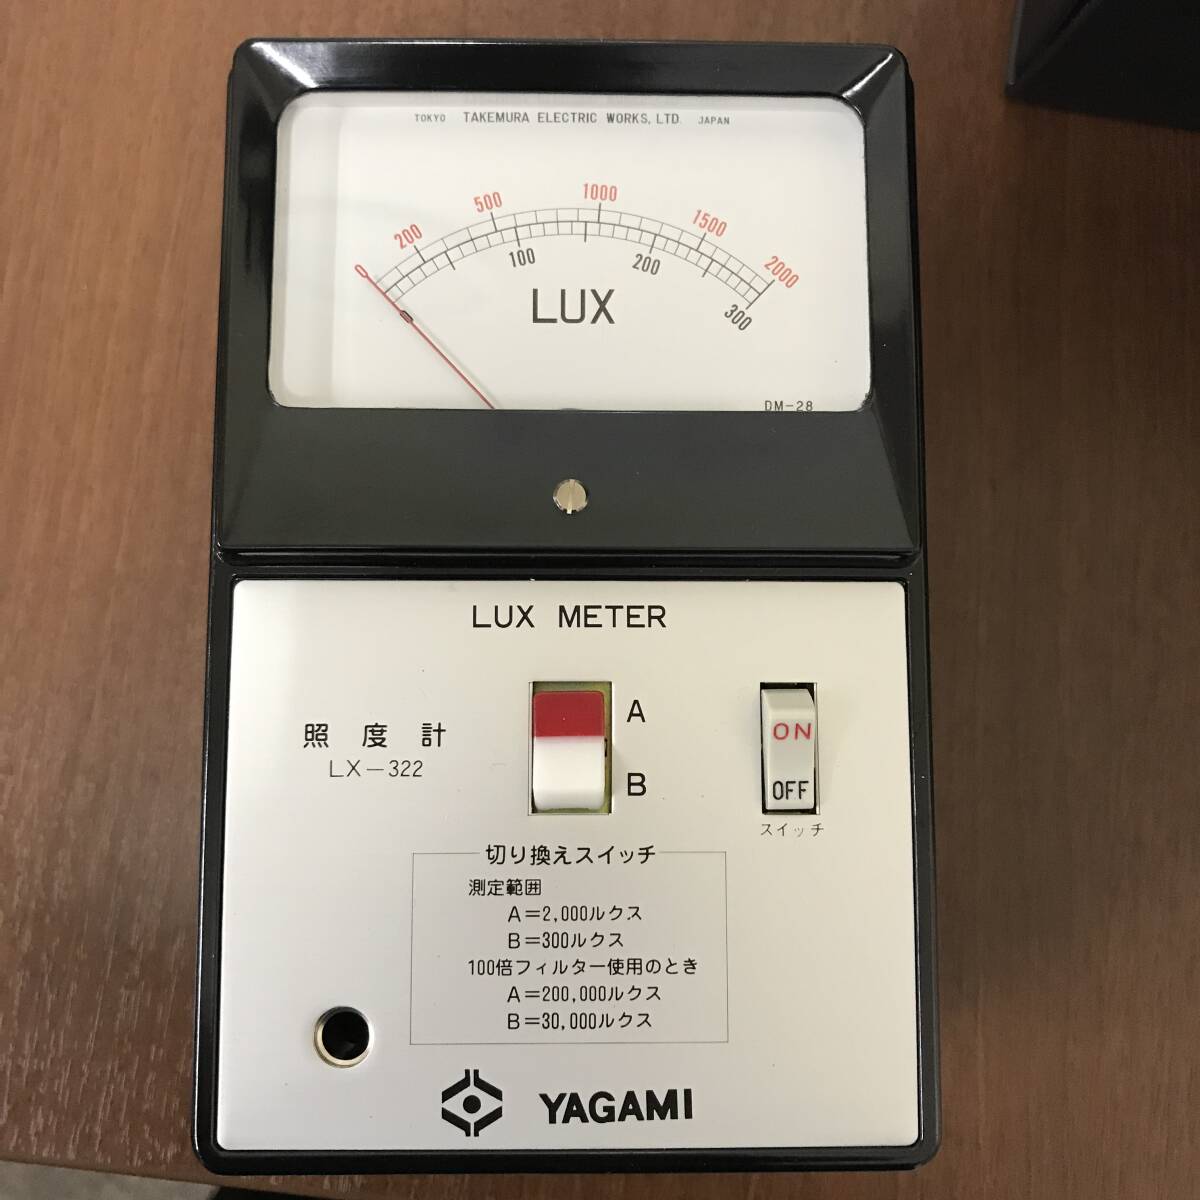 TOKYO TAKEMURA ELECTRIC WORKS, LTD. JAPAN
0 200 500 1000 1500 2000
100 200 300
LUX
DM-28
LUX METER
照度計
LX-322
A
B
ON
OFF
スイッチ
切り換えスイッチ
測定範囲
A=2,000ルクス
B=300ルクス
100倍フィルター使用のとき
A=200,000ルクス
B=30,000ルクス
YAGAMI